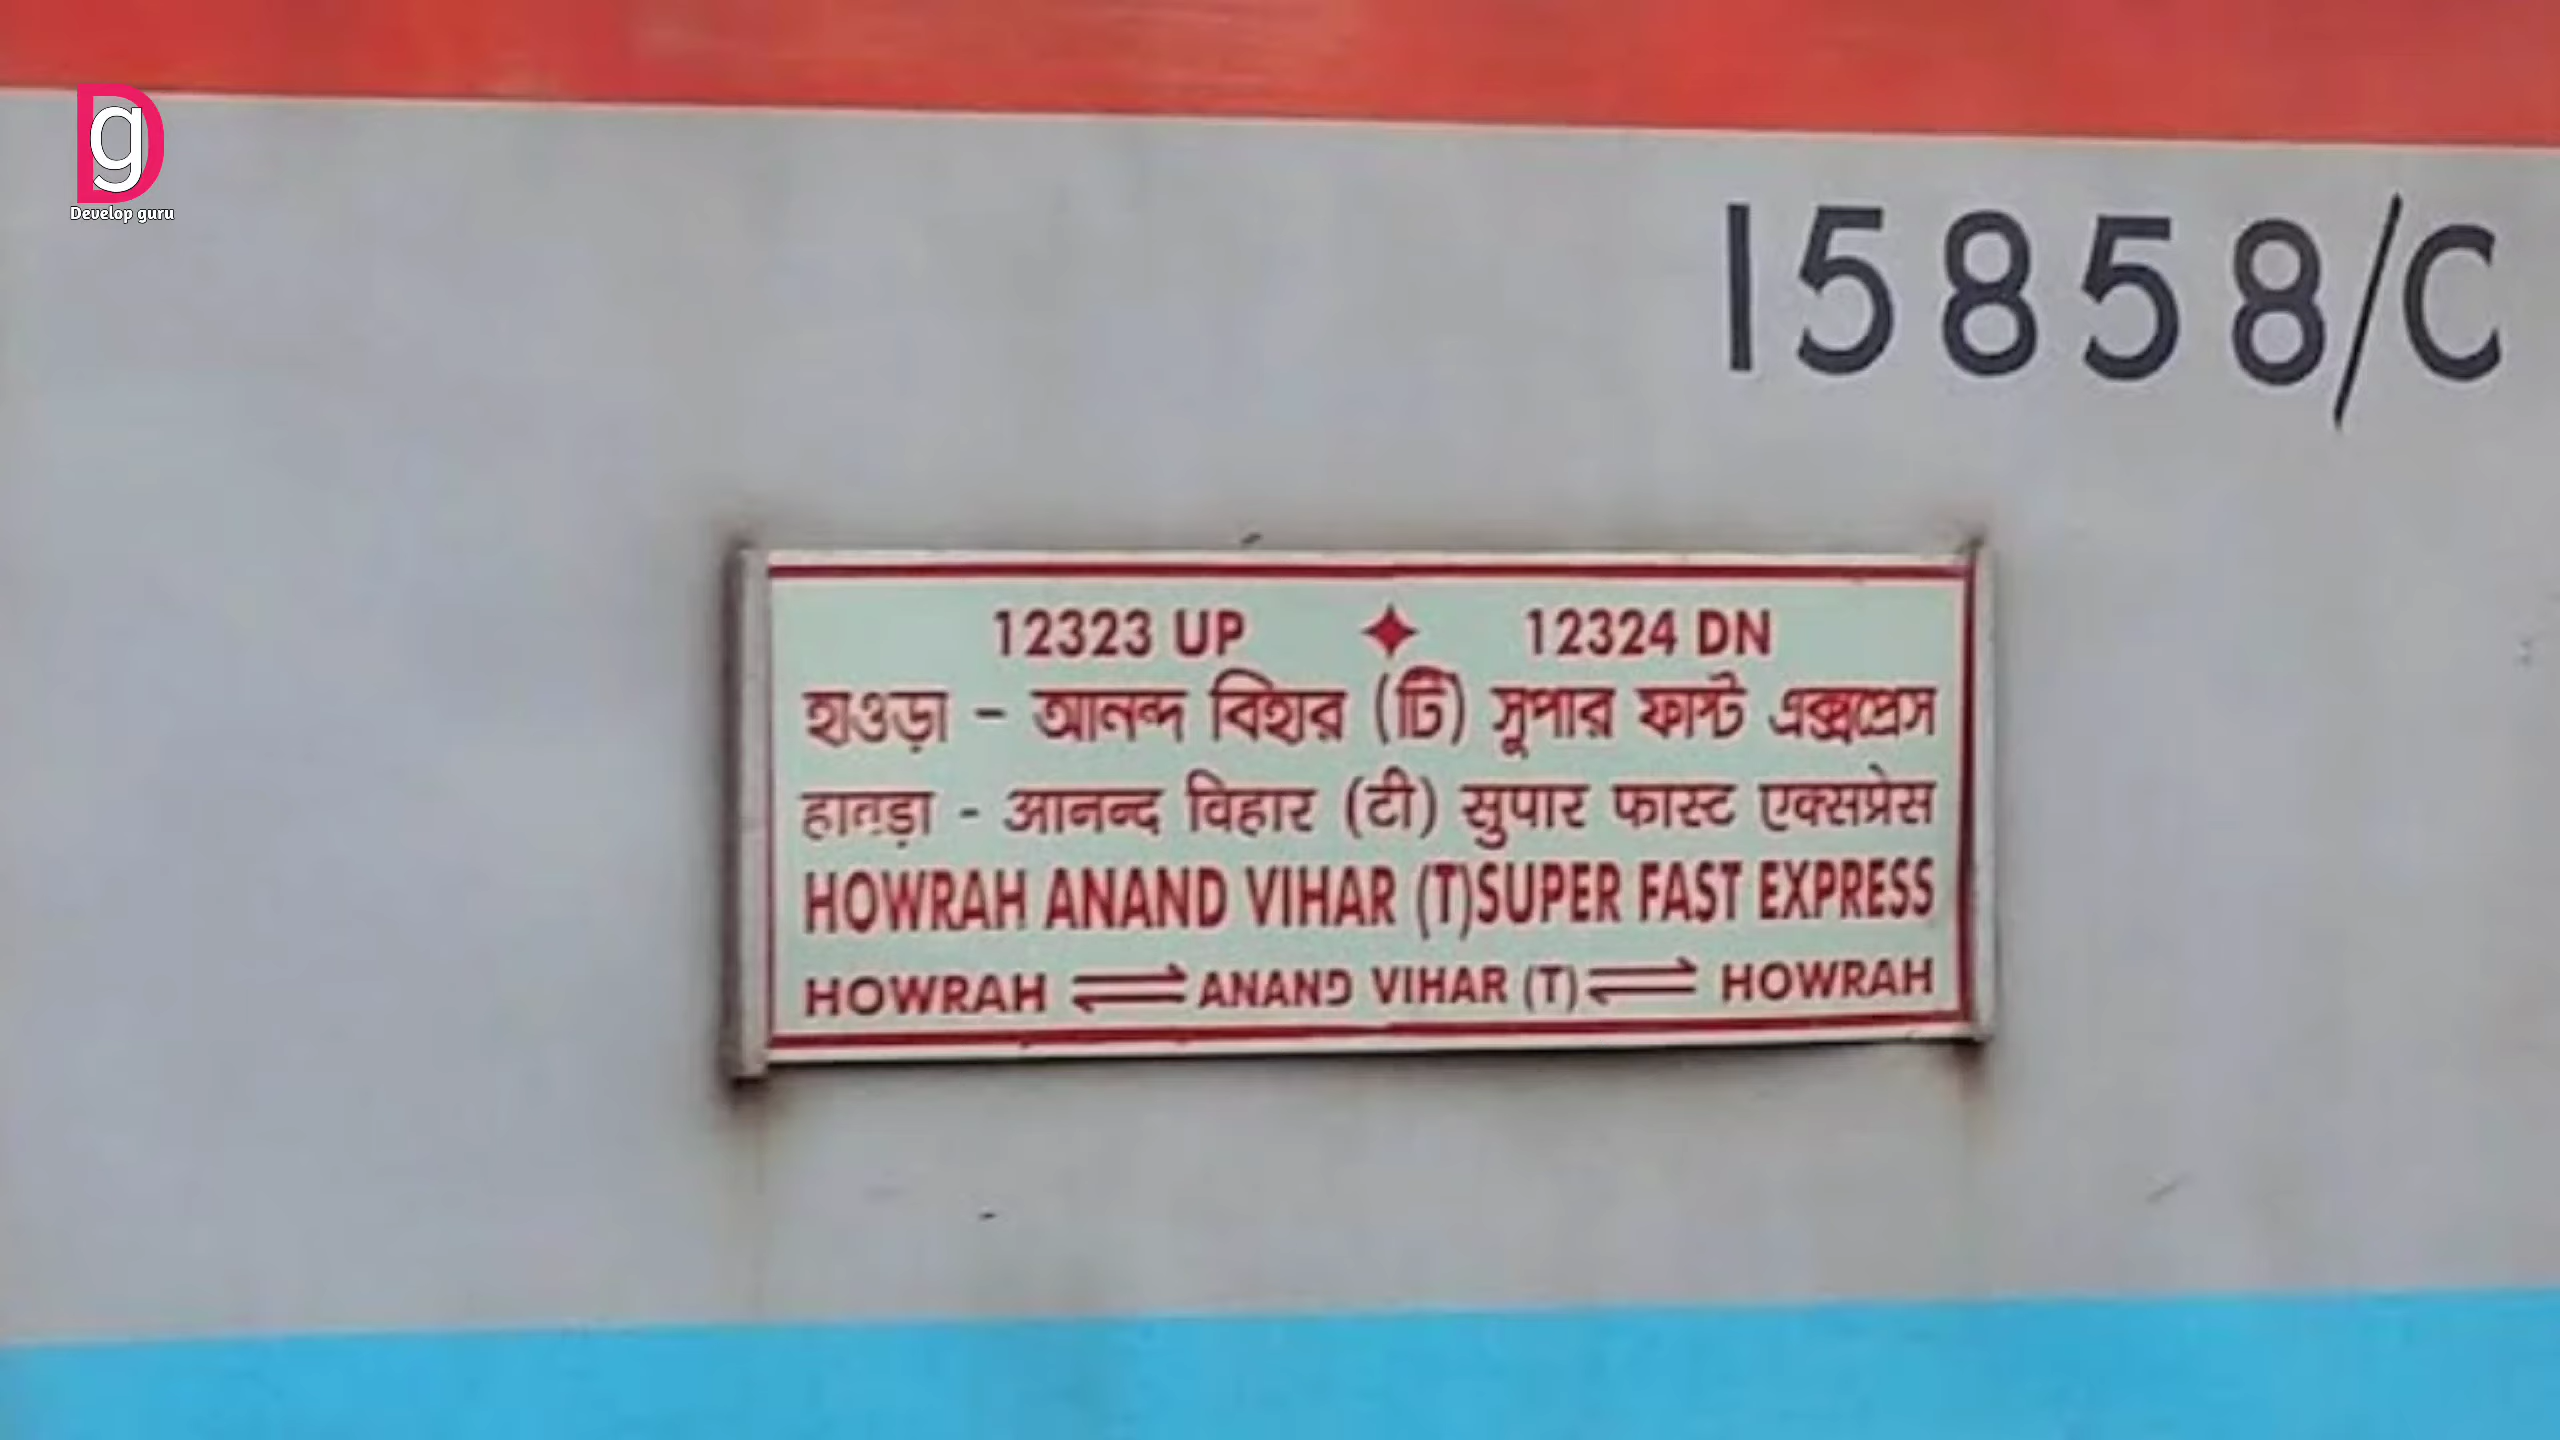 Dg
Develop guru
15858/C
12323 UP ✦ 12324 DN
হাওড়া - আনন্দ বিহার (টি) সুপার ফাস্ট এক্সপ্রেস
हावड़ा - आनन्द विहार (टी) सुपार फास्ट एक्सप्रेस
HOWRAH ANAND VIHAR (T)SUPER FAST EXPRESS
HOWRAH ⇌ ANAND VIHAR (T) ⇌ HOWRAH